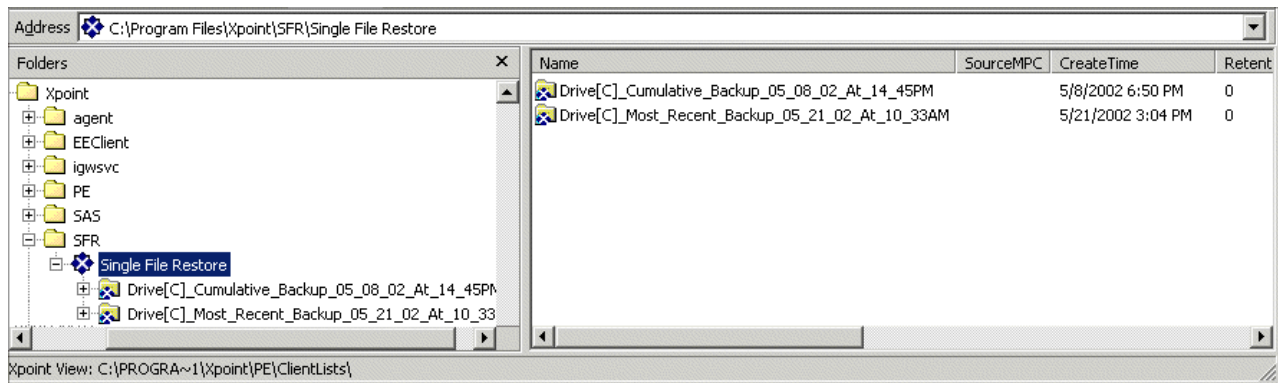 Address C:\Program Files\Xpoint\SFR\Single File Restore
Folders x
Xpoint
agent
EEClient
igwsvc
PE
SAS
SFR
Single File Restore
Drive[C]_Cumulative_Backup_05_08_02_At_14_45PM
Drive[C]_Most_Recent_Backup_05_21_02_At_10_33
Name SourceMPC CreateTime Retent
Drive[C]_Cumulative_Backup_05_08_02_At_14_45PM 5/8/2002 6:50 PM 0
Drive[C]_Most_Recent_Backup_05_21_02_At_10_33AM 5/21/2002 3:04 PM 0
Xpoint View: C:\PROGRA~1\Xpoint\PE\ClientLists\